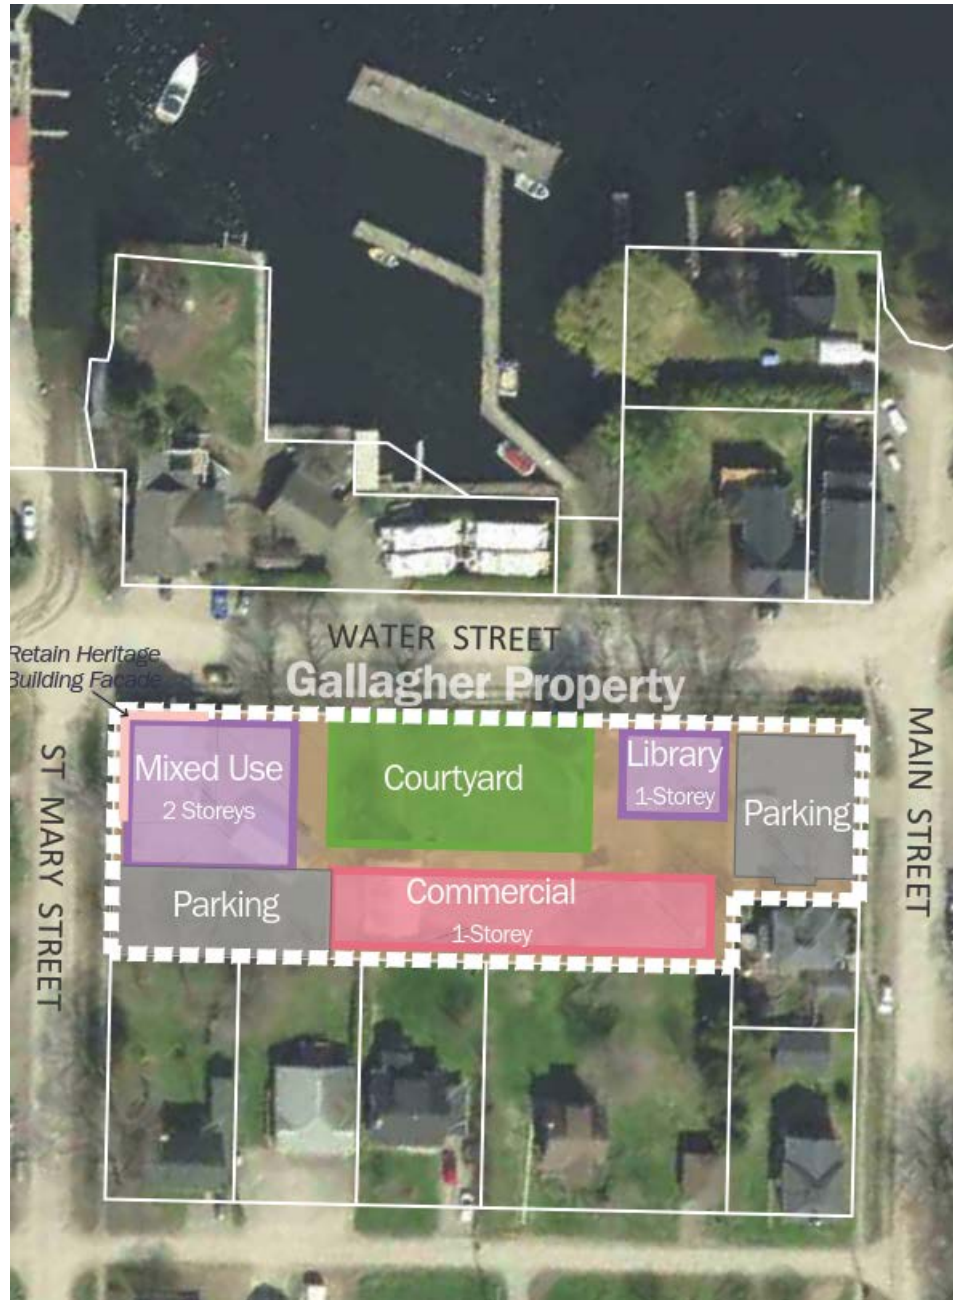 WATER STREET
Retain Heritage
Building Facade
Gallagher Property
ST MARY STREET
MAIN STREET
Mixed Use
2 Storeys
Courtyard
Library
1-Storey
Parking
Parking
Commercial
1-Storey